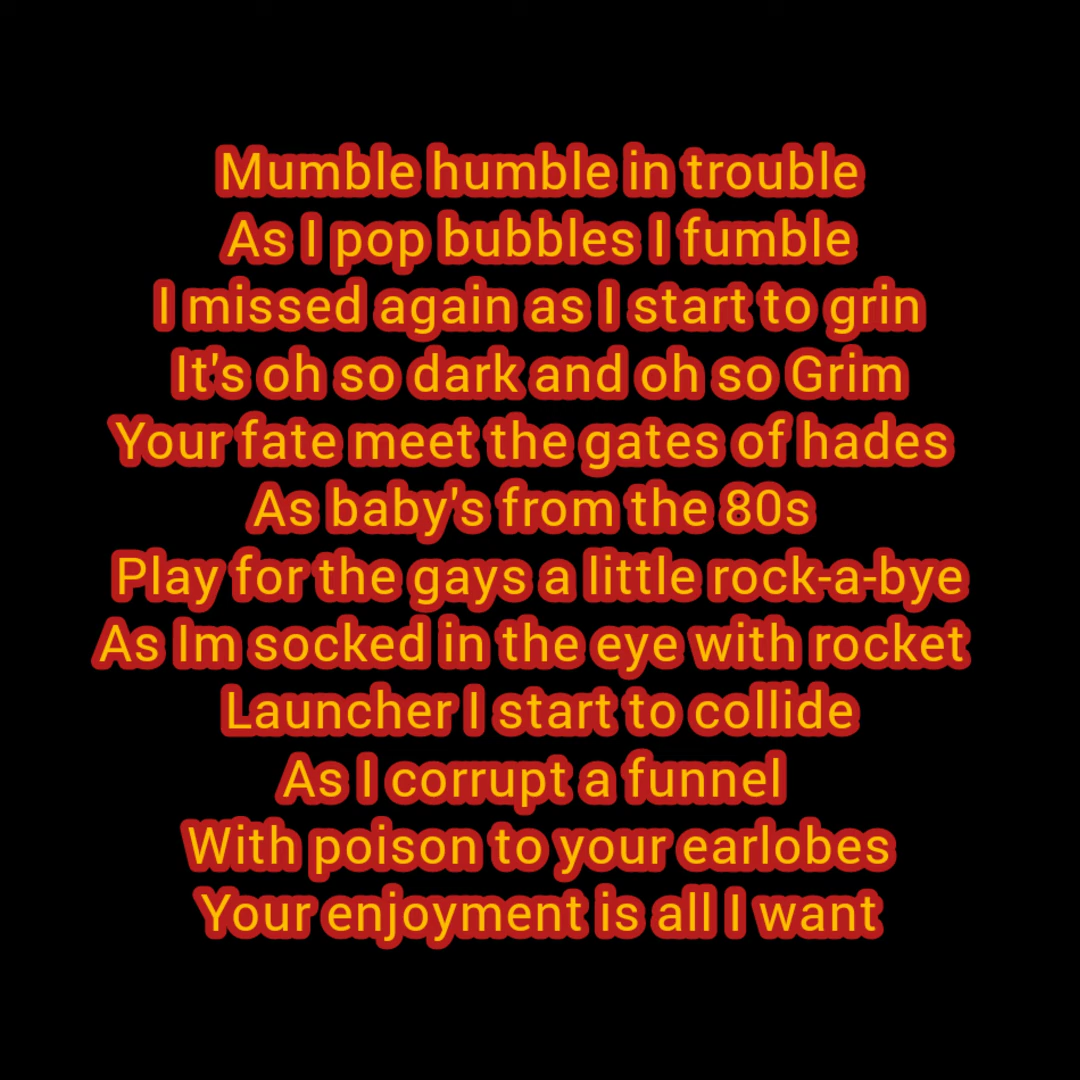 Mumble humble in trouble
As I pop bubbles I fumble
I missed again as I start to grin
It's oh so dark and oh so Grim
Your fate meet the gates of hades
As baby's from the 80s
Play for the gays a little rock-a-bye
As Im socked in the eye with rocket
Launcher I start to collide
As I corrupt a funnel
With poison to your earlobes
Your enjoyment is all I want